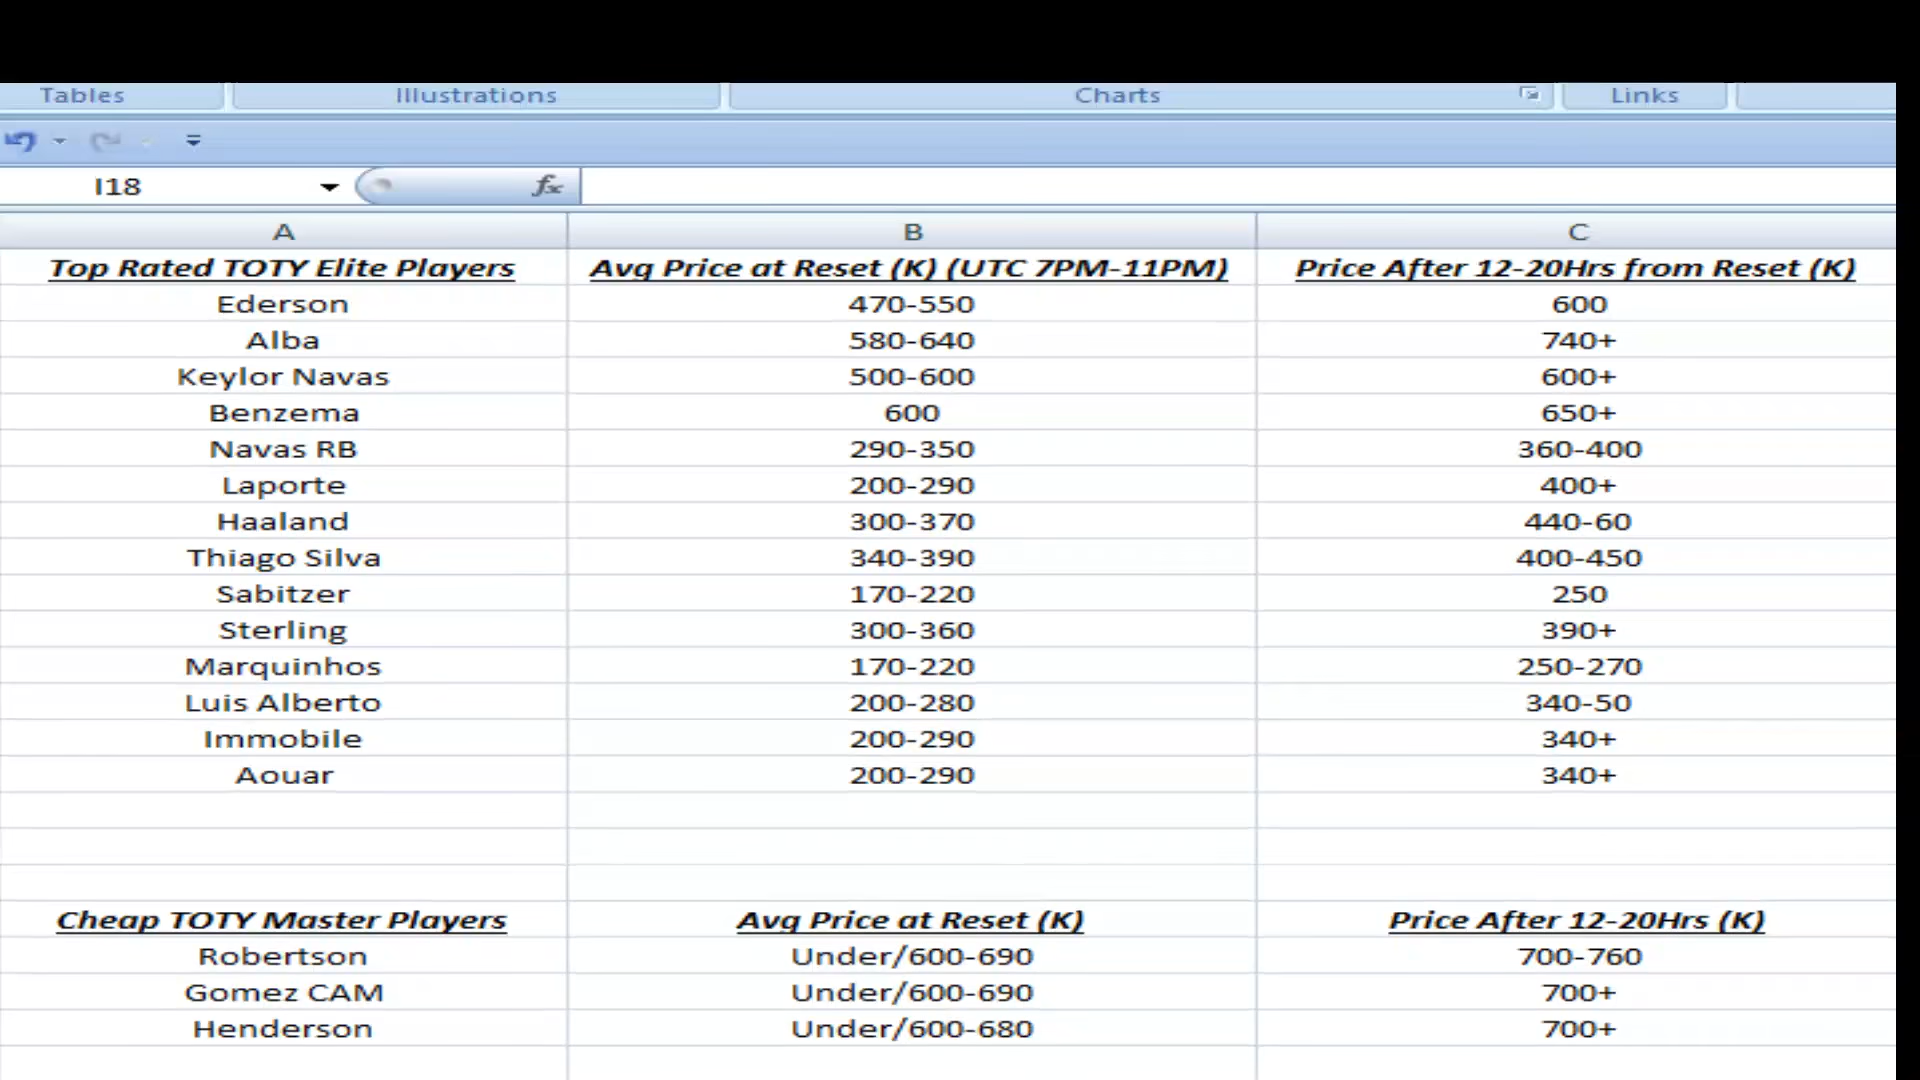 Tables Illustrations Charts Links
I18 fx
A B C
Top Rated TOTY Elite Players Avg Price at Reset (K) (UTC 7PM-11PM) Price After 12-20Hrs from Reset (K)
Ederson 470-550 600
Alba 580-640 740+
Keylor Navas 500-600 600+
Benzema 600 650+
Navas RB 290-350 360-400
Laporte 200-290 400+
Haaland 300-370 440-60
Thiago Silva 340-390 400-450
Sabitzer 170-220 250
Sterling 300-360 390+
Marquinhos 170-220 250-270
Luis Alberto 200-280 340-50
Immobile 200-290 340+
Aouar 200-290 340+
Cheap TOTY Master Players Avg Price at Reset (K) Price After 12-20Hrs (K)
Robertson Under/600-690 700-760
Gomez CAM Under/600-690 700+
Henderson Under/600-680 700+